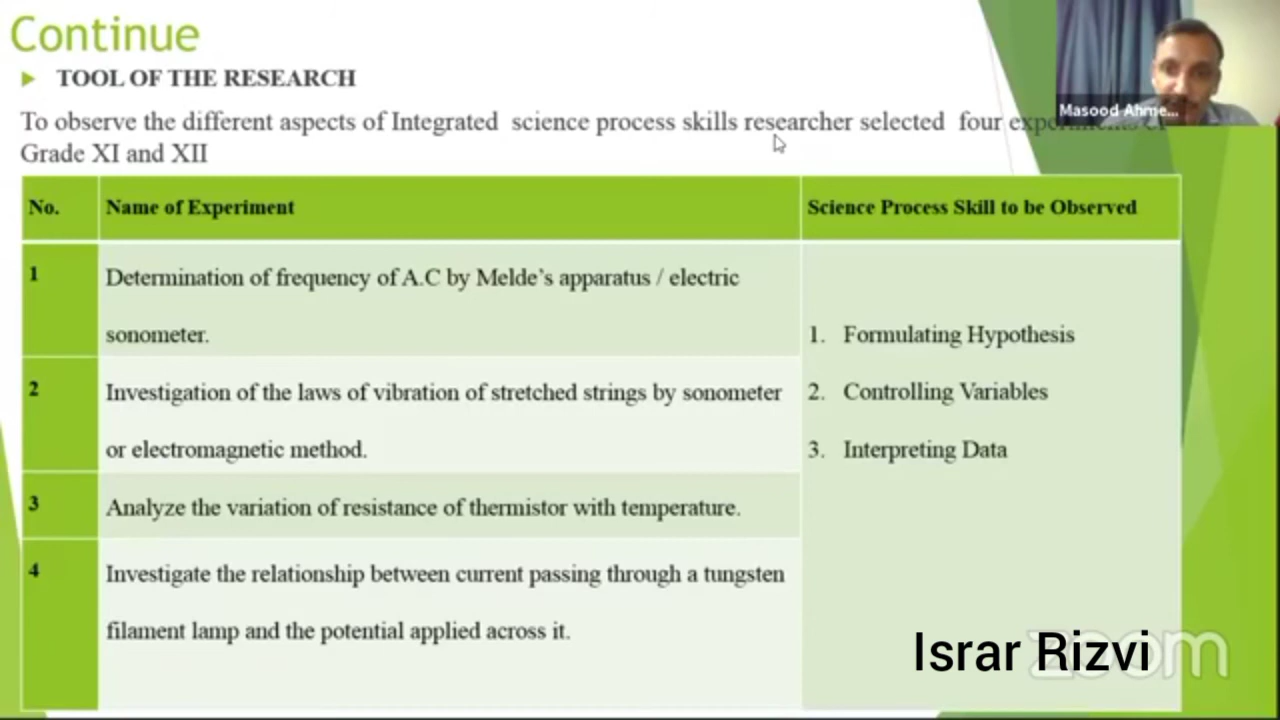 Continue
TOOL OF THE RESEARCH
To observe the different aspects of Integrated science process skills researcher selected four
Grade XI and XII
Masood Ahme...
No. Name of Experiment Science Process Skill to be Observed
1 Determination of frequency of A.C by Melde's apparatus / electric
sonometer.
2 Investigation of the laws of vibration of stretched strings by sonometer
or electromagnetic method.
3 Analyze the variation of resistance of thermistor with temperature.
4 Investigate the relationship between current passing through a tungsten
filament lamp and the potential applied across it.
1. Formulating Hypothesis
2. Controlling Variables
3. Interpreting Data
Israr Rizvi
zoom